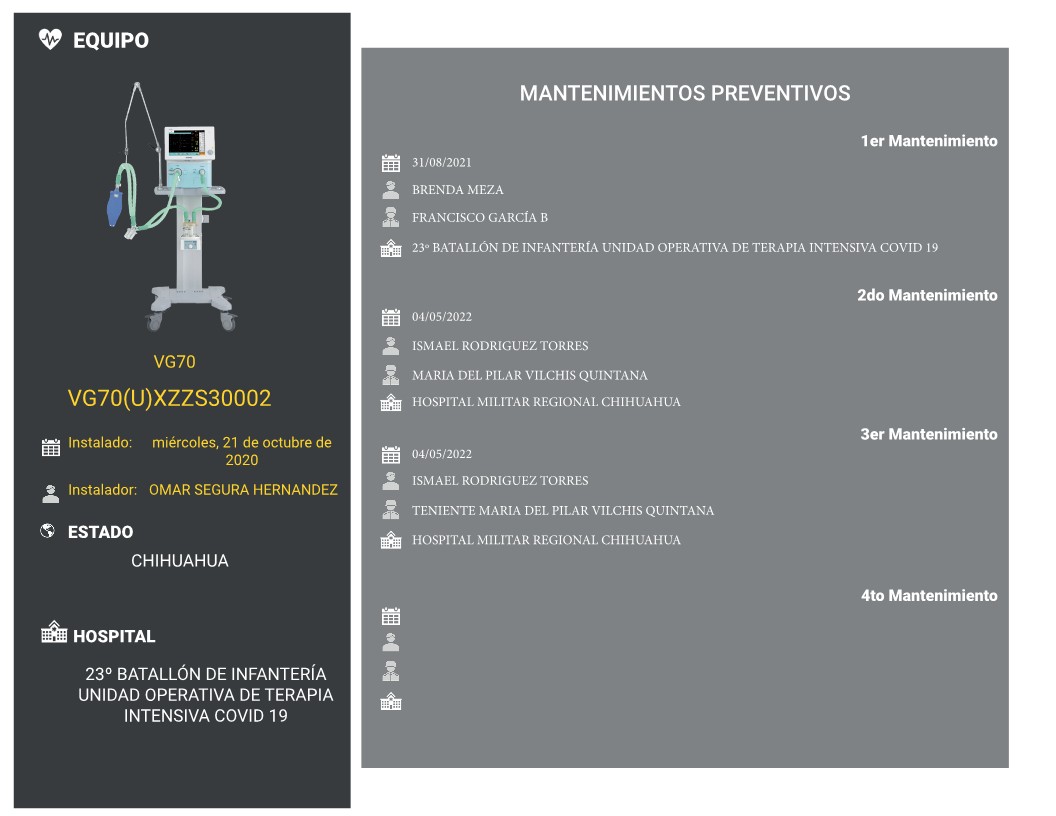 EQUIPO
VG70
VG70(U)XZZS30002
Instalado: miércoles, 21 de octubre de
2020
Instalador: OMAR SEGURA HERNANDEZ
ESTADO
CHIHUAHUA
HOSPITAL
23º BATALLÓN DE INFANTERÍA
UNIDAD OPERATIVA DE TERAPIA
INTENSIVA COVID 19
MANTENIMIENTOS PREVENTIVOS
1er Mantenimiento
31/08/2021
BRENDA MEZA
FRANCISCO GARCÍA B
23º BATALLÓN DE INFANTERÍA UNIDAD OPERATIVA DE TERAPIA INTENSIVA COVID 19
2do Mantenimiento
04/05/2022
ISMAEL RODRIGUEZ TORRES
MARIA DEL PILAR VILCHIS QUINTANA
HOSPITAL MILITAR REGIONAL CHIHUAHUA
3er Mantenimiento
04/05/2022
ISMAEL RODRIGUEZ TORRES
TENIENTE MARIA DEL PILAR VILCHIS QUINTANA
HOSPITAL MILITAR REGIONAL CHIHUAHUA
4to Mantenimiento